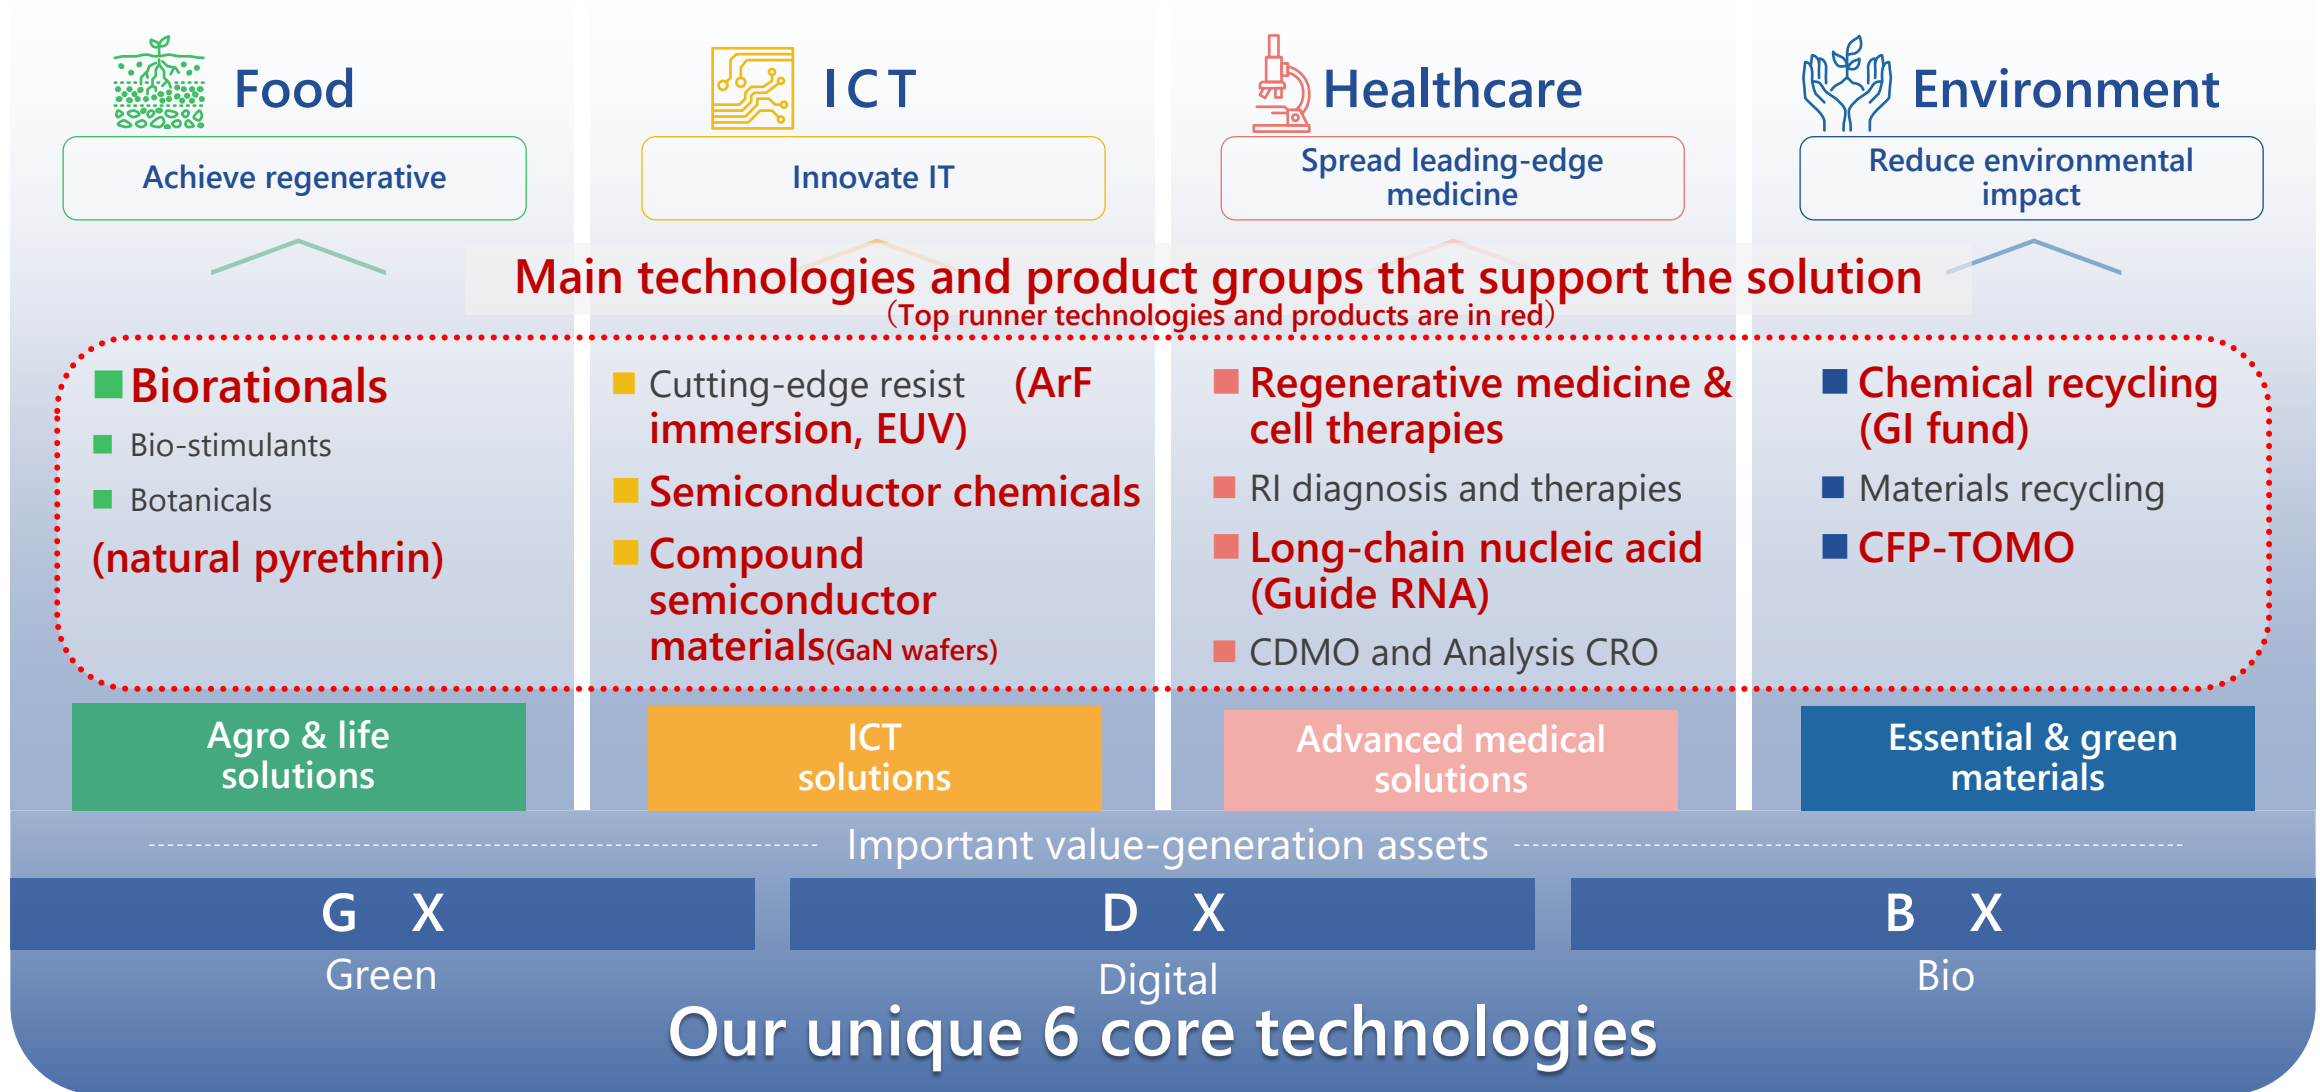 Food
Achieve regenerative
ICT
Innovate IT
Healthcare
Spread leading-edge
medicine
Environment
Reduce environmental
impact
Main technologies and product groups that support the solution
（Top runner technologies and products are in red）
Biorationals
Bio-stimulants
Botanicals
(natural pyrethrin)
Cutting-edge resist (ArF
immersion, EUV)
Semiconductor chemicals
Compound
semiconductor
materials(GaN wafers)
Regenerative medicine &
cell therapies
RI diagnosis and therapies
Long-chain nucleic acid
(Guide RNA)
CDMO and Analysis CRO
Chemical recycling
(GI fund)
Materials recycling
CFP-TOMO
Agro & life
solutions
ICT
solutions
Advanced medical
solutions
Essential & green
materials
Important value-generation assets
G X
Green
D X
Digital
B X
Bio
Our unique 6 core technologies